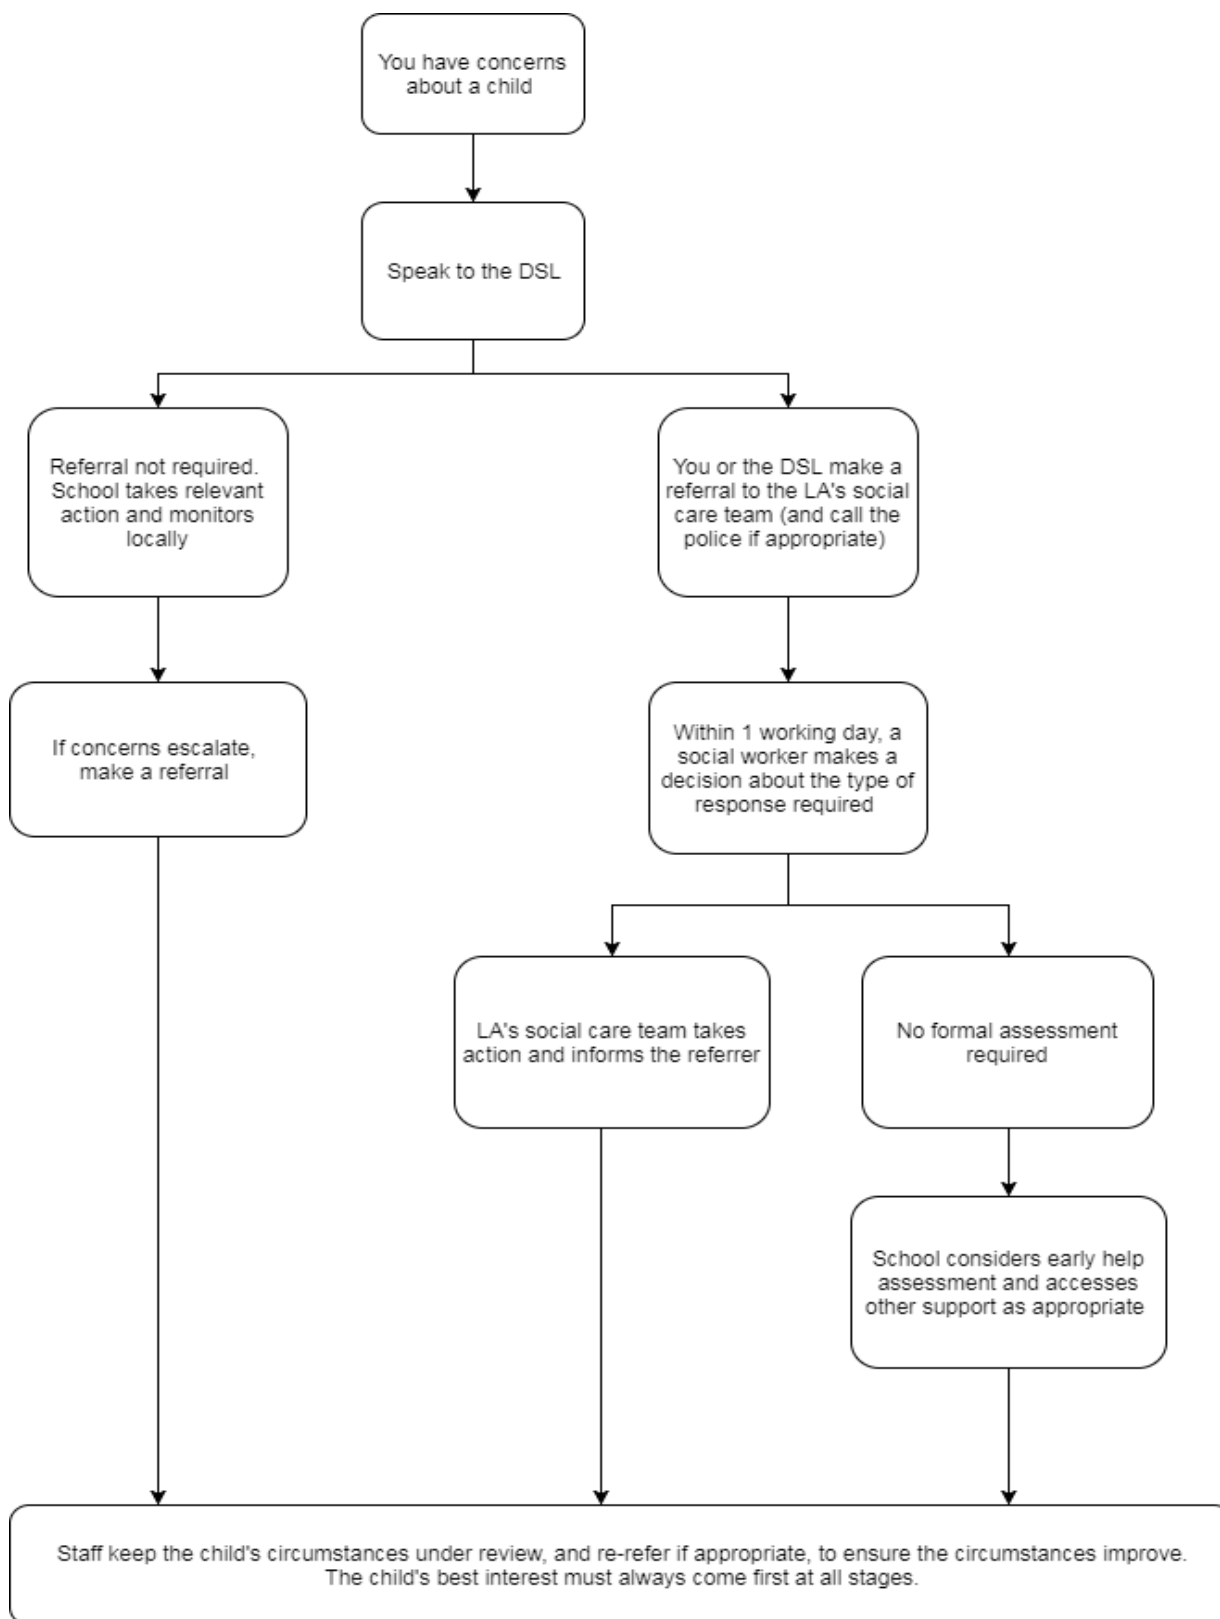 You have concerns
about a child
Speak to the DSL
Referral not required.
School takes relevant
action and monitors
locally
You or the DSL make a
referral to the LA's social
care team (and call the
police if appropriate)
If concerns escalate,
make a referral
Within 1 working day, a
social worker makes a
decision about the type of
response required
LA's social care team takes
action and informs the referrer
No formal assessment
required
School considers early help
assessment and accesses
other support as appropriate
Staff keep the child's circumstances under review, and re-refer if appropriate, to ensure the circumstances improve.
The child's best interest must always come first at all stages.